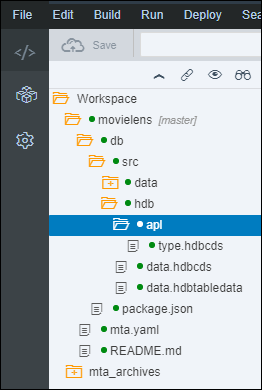 File Edit Build Run Deploy Sea
Save
Workspace
movielens [master]
db
src
data
hdb
apl
type.hdbcds
data.hdbcds
data.hdbtabledata
package.json
mta.yaml
README.md
mta_archives